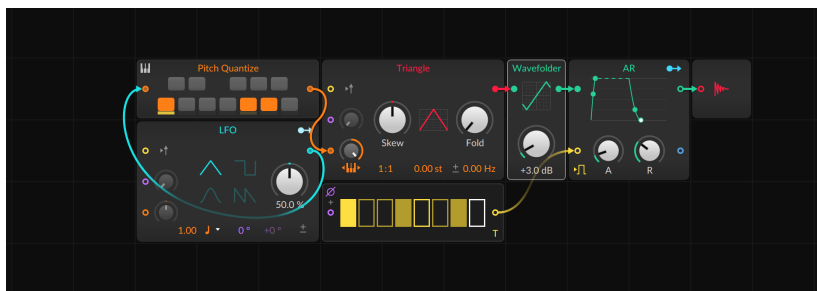 Pitch Quantize
Triangle
Wavefolder
AR
LFO
Skew
Fold
1:1
0.00 st
± 0.00 Hz
+3.0 dB
A
R
50.0 %
1.00
0 °
+0 °
±
T